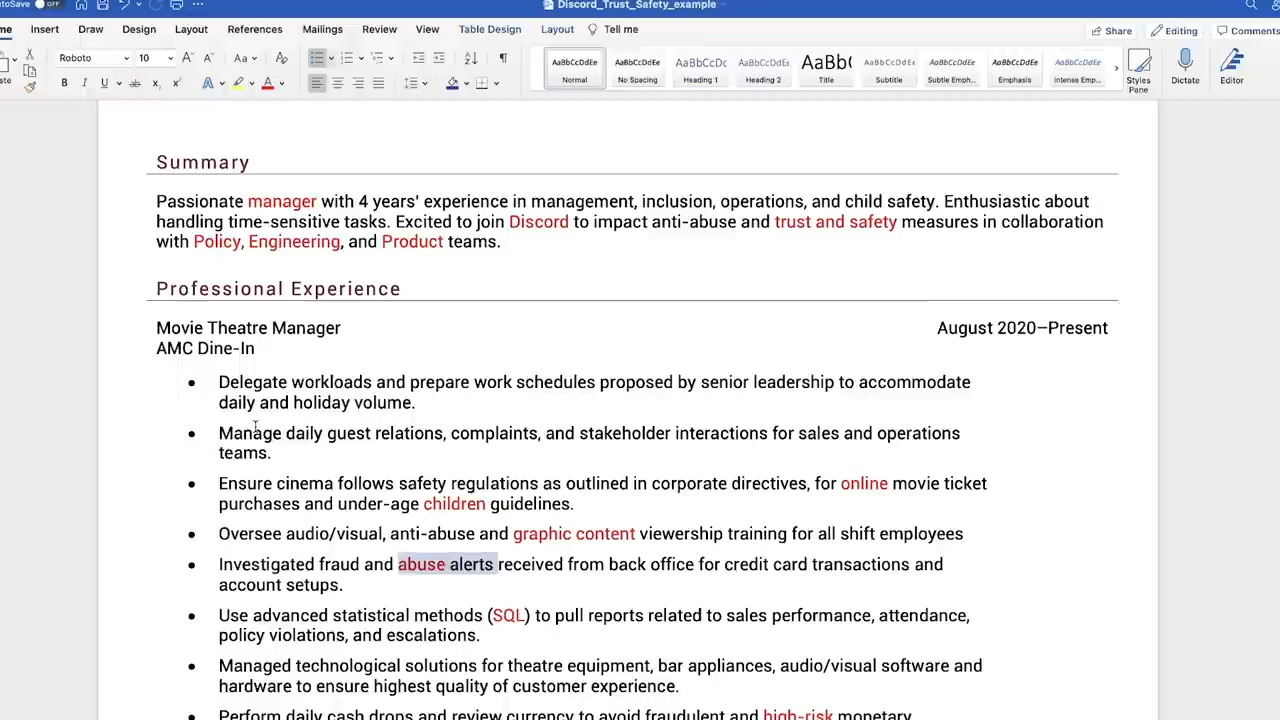 AutoSave OFF
Discord_Trust_Safety_example
Insert Draw Design Layout References Mailings Review View Table Design Layout Tell me
Share Editing Comments
Roboto 10
AaBbCcDdEe AaBbCcDdEe AaBbCcDc AaBbCcDdEe AaBb( AaBbCcDdEe AaBbCcDdEe AaBbCcDdEe AaBbCcDdEe
Normal No Spacing Heading 1 Heading 2 Title Subtitle Subtle Emph... Emphasis Intense Emp...
Styles Pane
Dictate
Editor
Summary
Passionate manager with 4 years' experience in management, inclusion, operations, and child safety. Enthusiastic about
handling time-sensitive tasks. Excited to join Discord to impact anti-abuse and trust and safety measures in collaboration
with Policy, Engineering, and Product teams.
Professional Experience
Movie Theatre Manager August 2020–Present
AMC Dine-In
• Delegate workloads and prepare work schedules proposed by senior leadership to accommodate
daily and holiday volume.
• Manage daily guest relations, complaints, and stakeholder interactions for sales and operations
teams.
• Ensure cinema follows safety regulations as outlined in corporate directives, for online movie ticket
purchases and under-age children guidelines.
• Oversee audio/visual, anti-abuse and graphic content viewership training for all shift employees
• Investigated fraud and abuse alerts received from back office for credit card transactions and
account setups.
• Use advanced statistical methods (SQL) to pull reports related to sales performance, attendance,
policy violations, and escalations.
• Managed technological solutions for theatre equipment, bar appliances, audio/visual software and
hardware to ensure highest quality of customer experience.
• Perform daily cash drops and review currency to avoid fraudulent and high-risk monetary